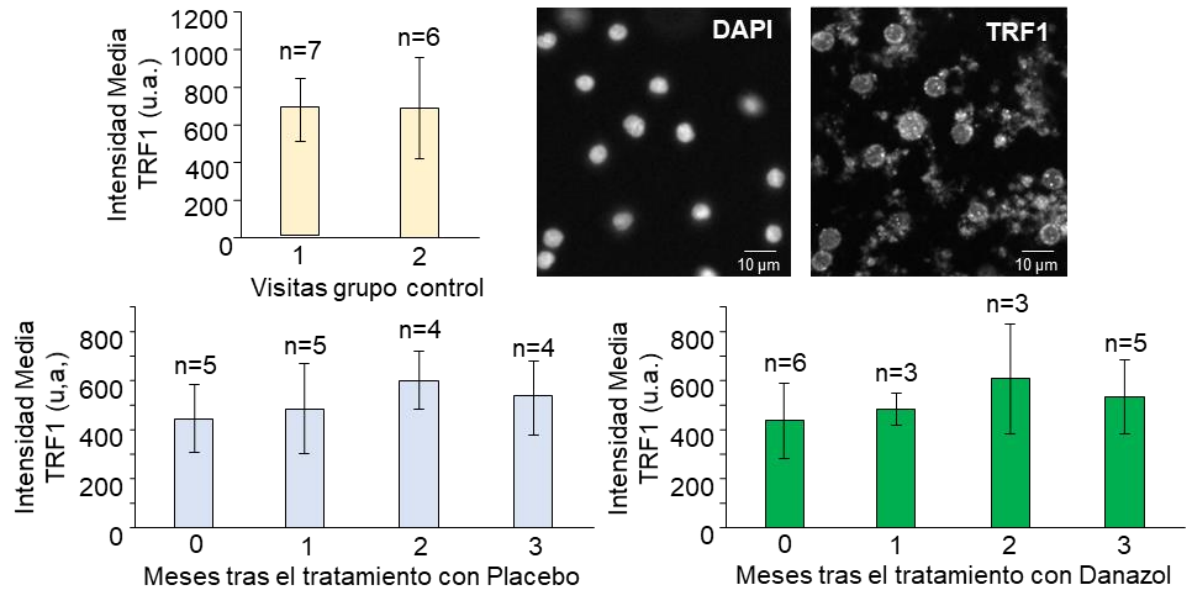 1200
1000
800
600
400
200
0
Intensidad Media
TRF1 (u.a.)
n=7
n=6
1
2
Visitas grupo control
DAPI
10 µm
TRF1
10 µm
800
600
400
200
0
Intensidad Media
TRF1 (u,a,)
n=5
n=5
n=4
n=4
0
1
2
3
Meses tras el tratamiento con Placebo
800
600
400
200
0
Intensidad Media
TRF1 (u.a.)
n=6
n=3
n=3
n=5
0
1
2
3
Meses tras el tratamiento con Danazol